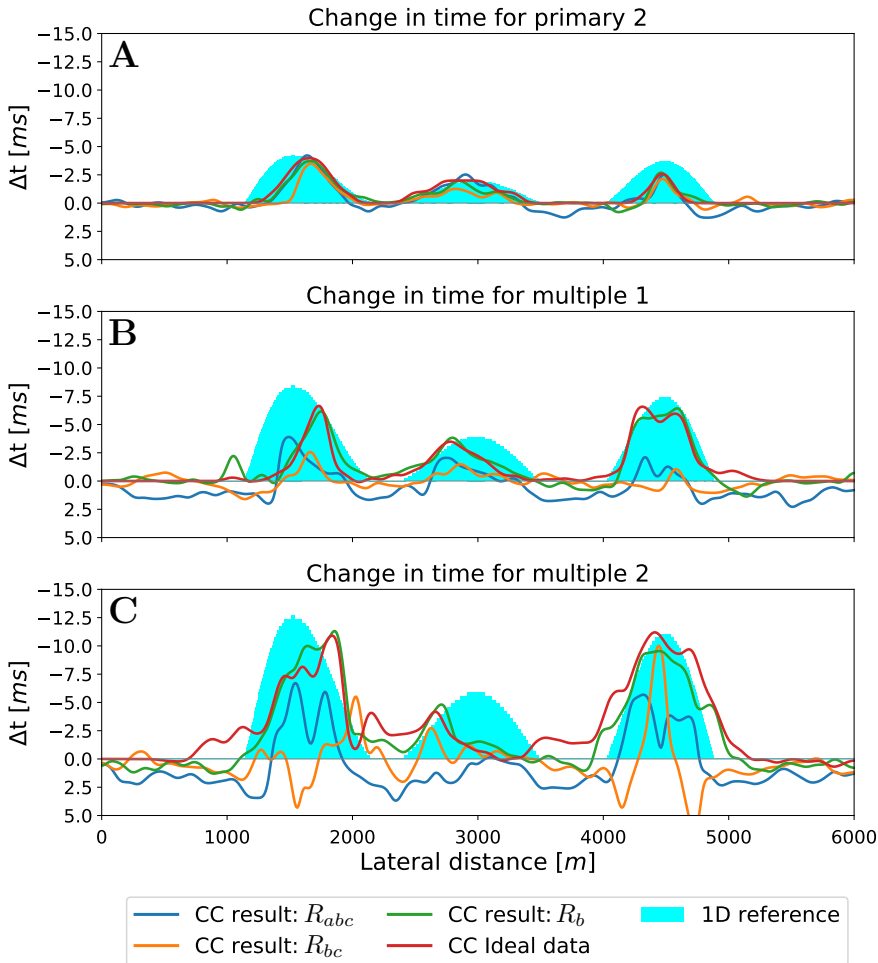 Change in time for primary 2
A
−15.0
−12.5
−10.0
−7.5
−5.0
−2.5
0.0
2.5
5.0
Δt [ms]
Change in time for multiple 1
B
−15.0
−12.5
−10.0
−7.5
−5.0
−2.5
0.0
2.5
5.0
Δt [ms]
Change in time for multiple 2
C
−15.0
−12.5
−10.0
−7.5
−5.0
−2.5
0.0
2.5
5.0
Δt [ms]
0 1000 2000 3000 4000 5000 6000
Lateral distance [m]
CC result: R_{abc} CC result: R_b 1D reference
CC result: R_{bc} CC Ideal data